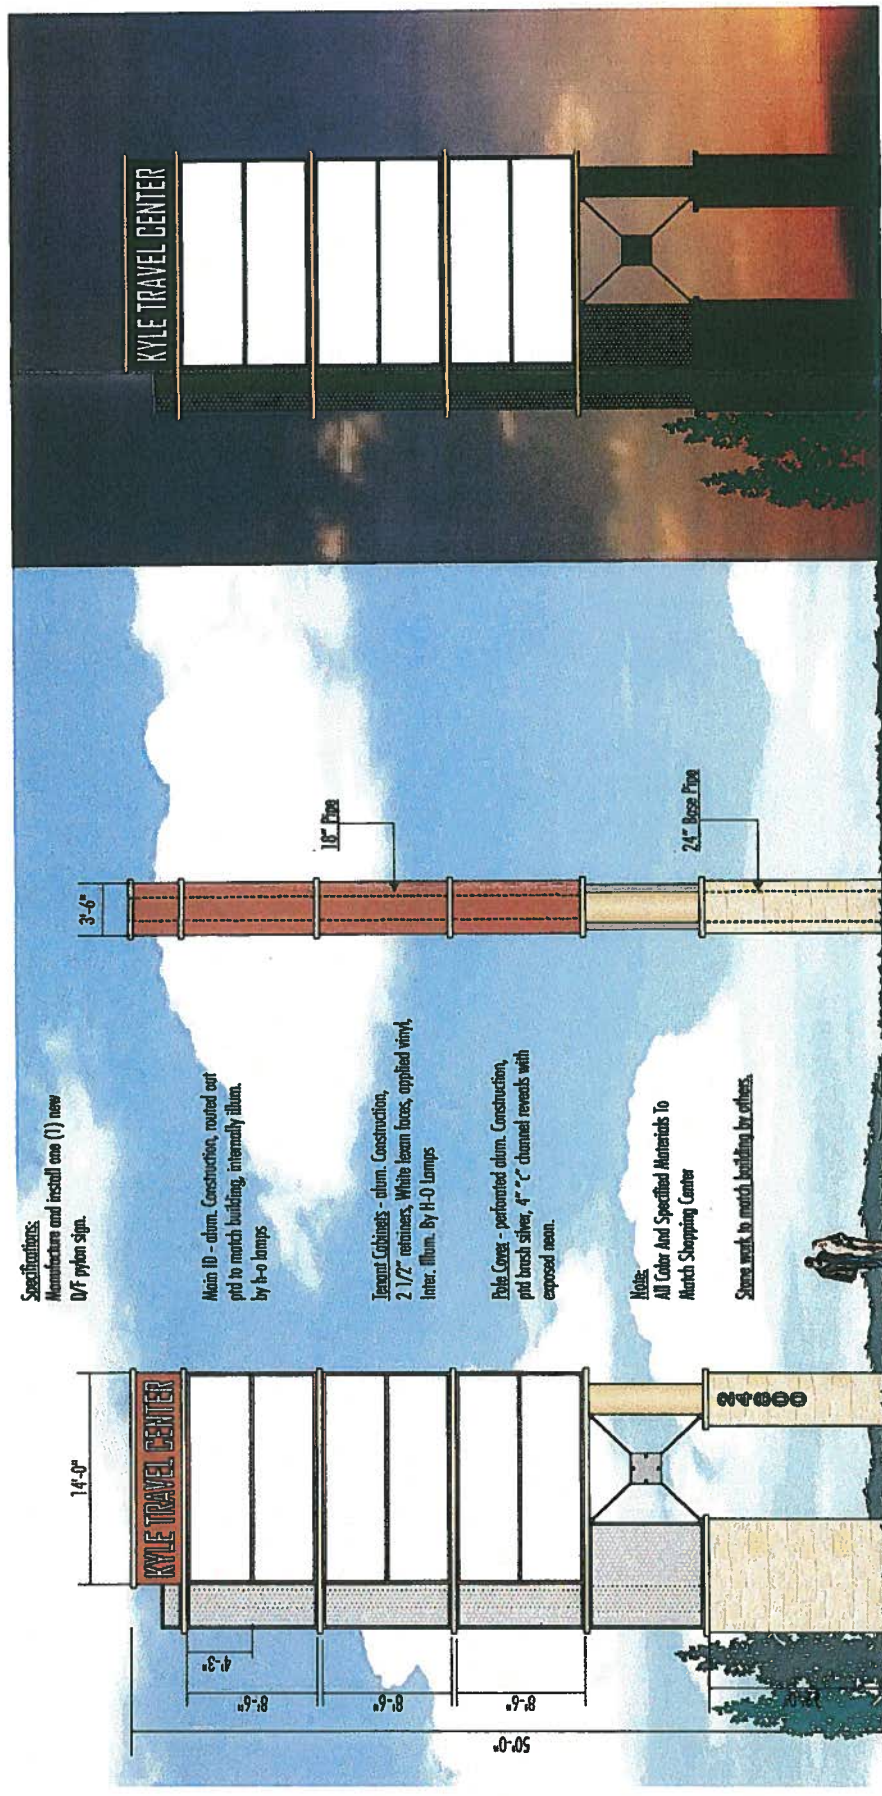 Specifications:
Manufacture and install one (1) new
D/F pylon sign.
Main ID - alum. Construction, routed out
ptd to match building, internally illum.
by h-o lamps
Tenant Cabinets - alum. Construction,
2 1/2" retainers, White lexan faces, applied vinyl,
Inter. Illum. By H-O Lamps
Pole Cover - perforated alum. Construction,
ptd brush silver, 4" "c" channel reveals with
exposed neon.
Note:
All Color And Specified Materials To
Match Shopping Center
Stone work to match building by others.
14'-0"
KYLE TRAVEL CENTER
4'-3"
8'-6"
8'-6"
8'-6"
50'-0"
2
4
8
0
0
3'-6"
18" Pipe
24" Base Pipe
KYLE TRAVEL CENTER